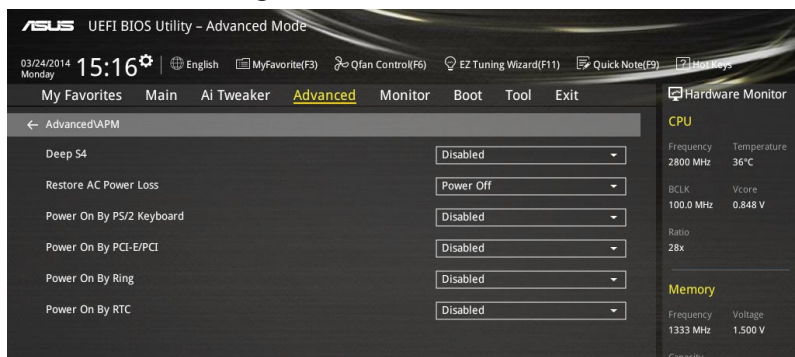 ASUS UEFI BIOS Utility – Advanced Mode
03/24/2014 Monday 15:16 English MyFavorite(F3) Qfan Control(F6) EZ Tuning Wizard(F11) Quick Note(F9) ? Hot Keys
My Favorites Main Ai Tweaker Advanced Monitor Boot Tool Exit
← Advanced\APM
Deep S4 Disabled
Restore AC Power Loss Power Off
Power On By PS/2 Keyboard Disabled
Power On By PCI-E/PCI Disabled
Power On By Ring Disabled
Power On By RTC Disabled
Hardware Monitor
CPU
Frequency Temperature
2800 MHz 36°C
BCLK Vcore
100.0 MHz 0.848 V
Ratio
28x
Memory
Frequency Voltage
1333 MHz 1.500 V
Capacity